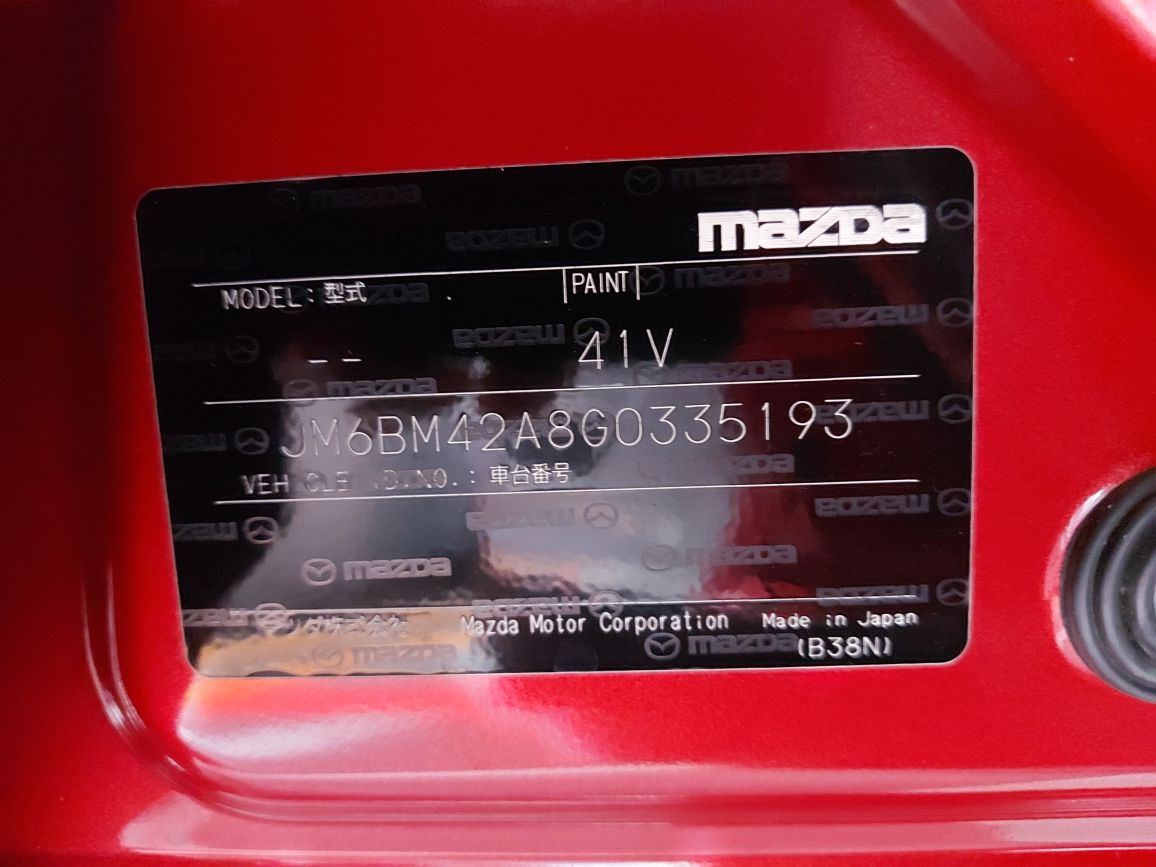 mazda
MODEL: 型式 PAINT
-- 41V
JM6BM42A8G0335193
車台番号
Mazda Motor Corporation Made in Japan
(B38N)